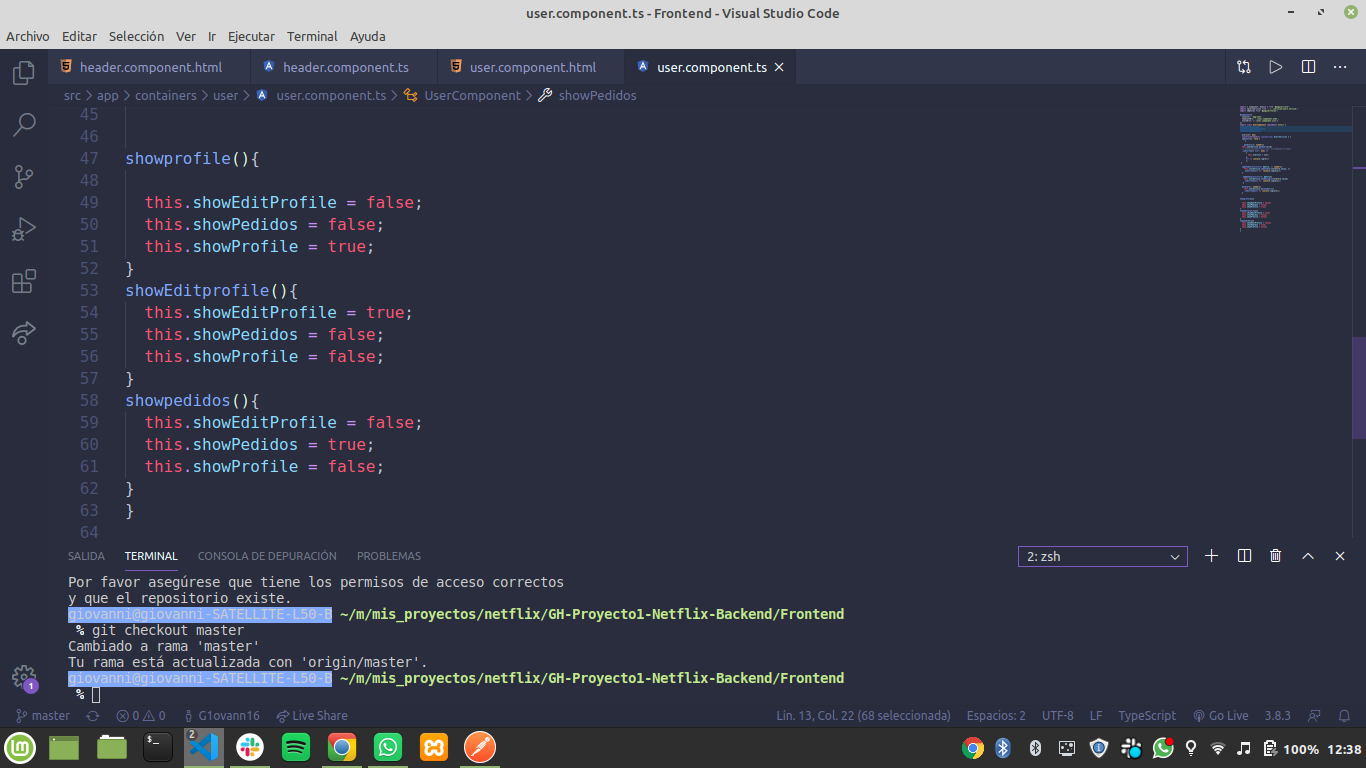 user.component.ts - Frontend - Visual Studio Code
Archivo Editar Selección Ver Ir Ejecutar Terminal Ayuda
header.component.html header.component.ts user.component.html user.component.ts
src > app > containers > user > user.component.ts > UserComponent > showPedidos
45
46
47 showprofile(){
48
49 this.showEditProfile = false;
50 this.showPedidos = false;
51 this.showProfile = true;
52 }
53 showEditprofile(){
54 this.showEditProfile = true;
55 this.showPedidos = false;
56 this.showProfile = false;
57 }
58 showpedidos(){
59 this.showEditProfile = false;
60 this.showPedidos = true;
61 this.showProfile = false;
62 }
63 }
64
SALIDA TERMINAL CONSOLA DE DEPURACIÓN PROBLEMAS 2: zsh
Por favor asegúrese que tiene los permisos de acceso correctos
y que el repositorio existe.
giovanni@giovanni-SATELLITE-L50-B ~/m/mis_proyectos/netflix/GH-Proyecto1-Netflix-Backend/Frontend
% git checkout master
Cambiado a rama 'master'
Tu rama está actualizada con 'origin/master'.
giovanni@giovanni-SATELLITE-L50-B ~/m/mis_proyectos/netflix/GH-Proyecto1-Netflix-Backend/Frontend
%
1
master 0 0 G1ovann16 Live Share Lín. 13, Col. 22 (68 seleccionada) Espacios: 2 UTF-8 LF TypeScript Go Live 3.8.3
2
100% 12:38